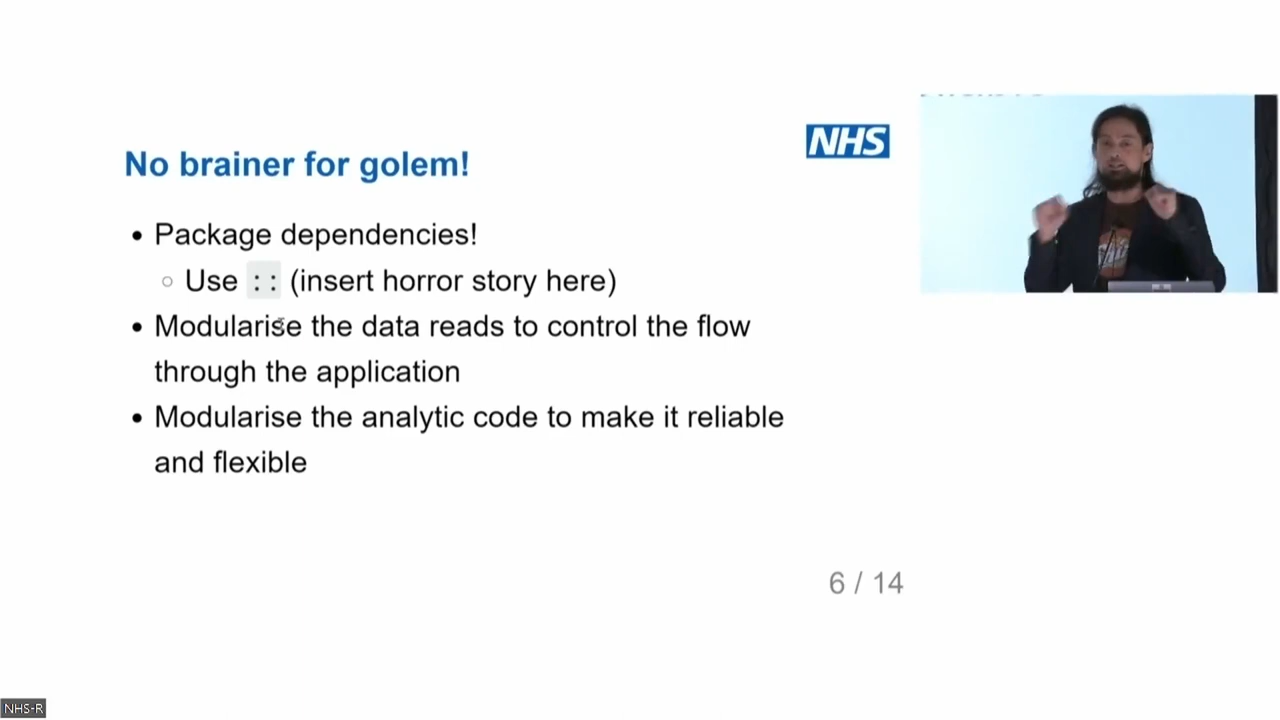 No brainer for golem!
NHS
Package dependencies!
Use :: (insert horror story here)
Modularise the data reads to control the flow
through the application
Modularise the analytic code to make it reliable
and flexible
6 / 14
NHS-R